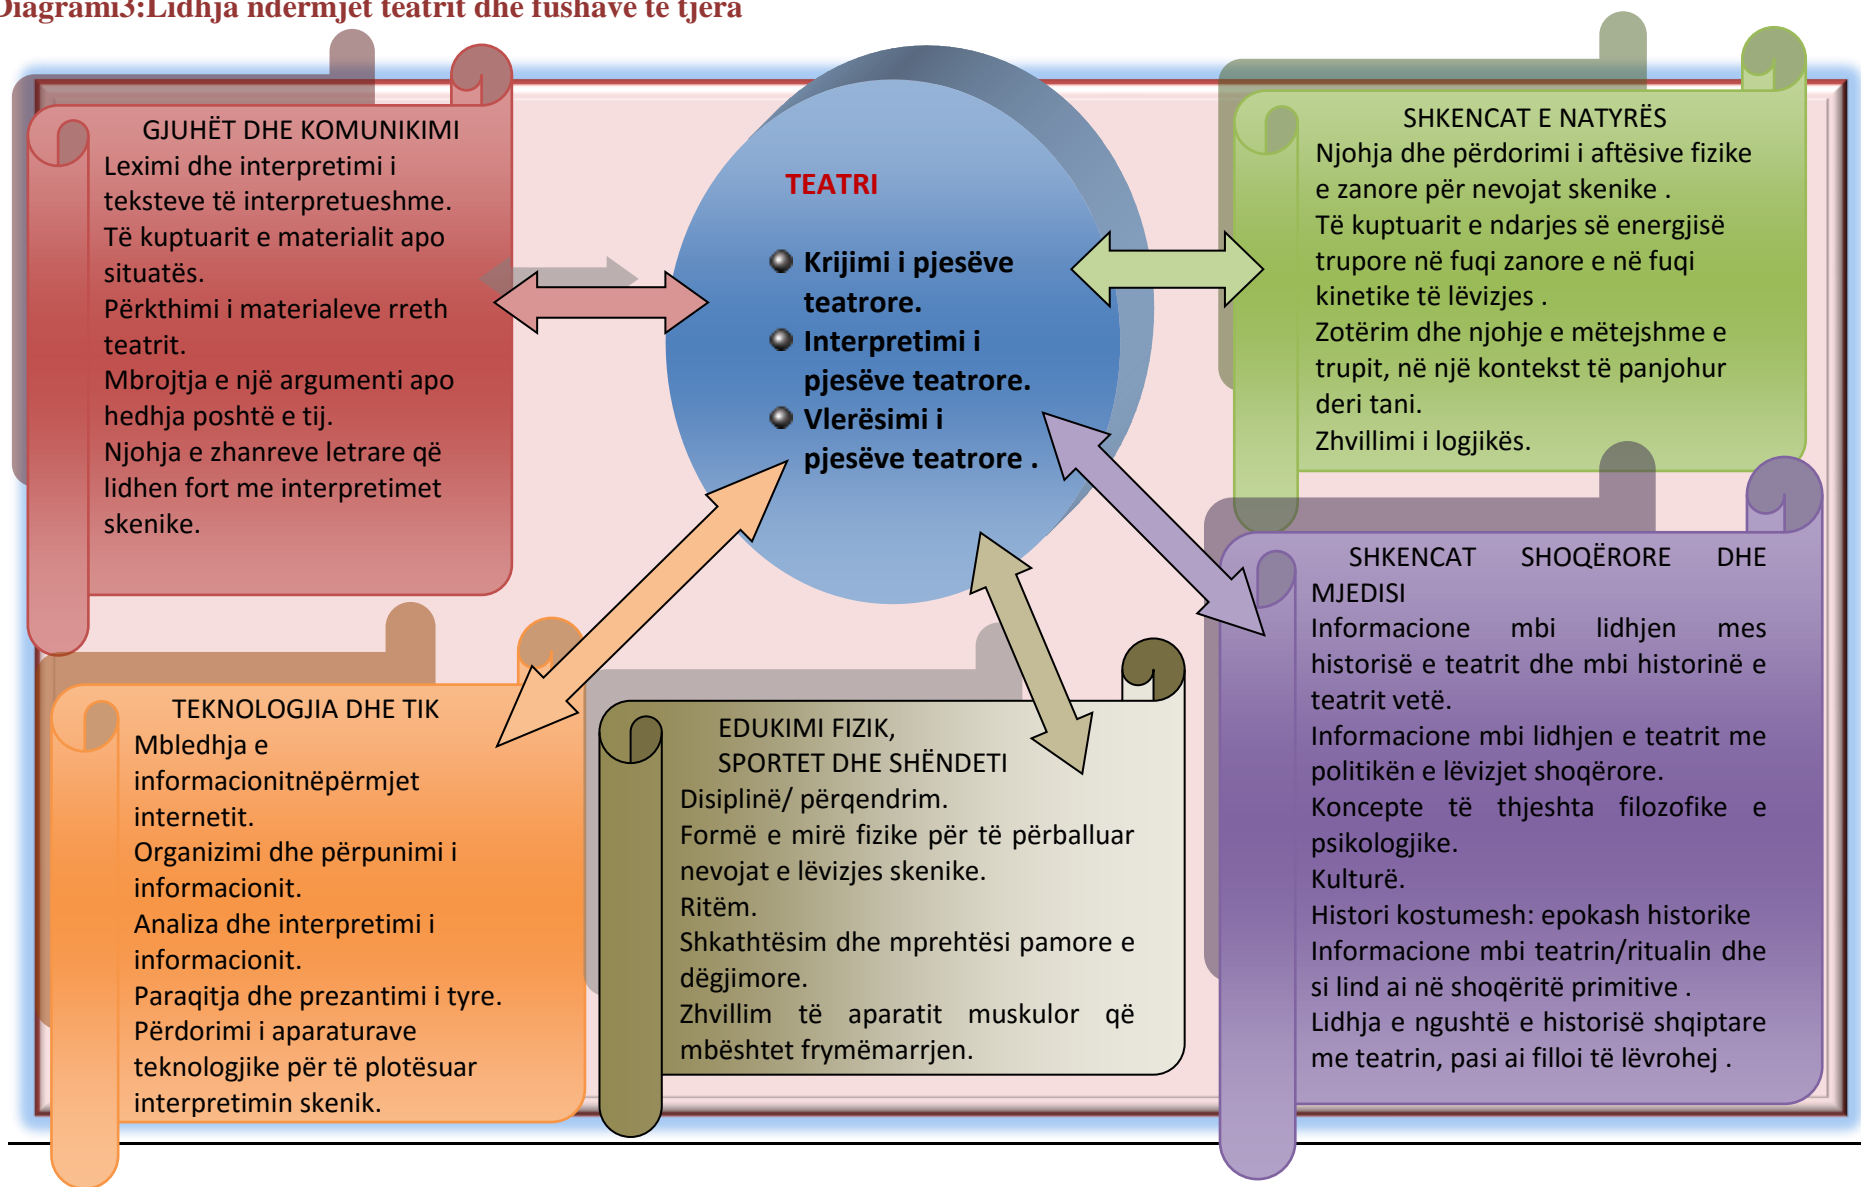 Diagrami3:Lidhja ndërmjet teatrit dhe fushave të tjera
GJUHËT DHE KOMUNIKIMI
Leximi dhe interpretimi i
teksteve të interpretueshme.
Të kuptuarit e materialit apo
situatës.
Përkthimi i materialeve rreth
teatrit.
Mbrojtja e një argumenti apo
hedhja poshtë e tij.
Njohja e zhanreve letrare që
lidhen fort me interpretimet
skenike.
TEATRI
Krijimi i pjesëve
teatrore.
Interpretimi i
pjesëve teatrore.
Vlerësimi i
pjesëve teatrore .
SHKENCAT E NATYRËS
Njohja dhe përdorimi i aftësive fizike
e zanore për nevojat skenike .
Të kuptuarit e ndarjes së energjisë
trupore në fuqi zanore e në fuqi
kinetike të lëvizjes .
Zotërim dhe njohje e mëtejshme e
trupit, në një kontekst të panjohur
deri tani.
Zhvillimi i logjikës.
TEKNOLOGJIA DHE TIK
Mbledhja e
informacionitnëpërmjet
internetit.
Organizimi dhe përpunimi i
informacionit.
Analiza dhe interpretimi i
informacionit.
Paraqitja dhe prezantimi i tyre.
Përdorimi i aparaturave
teknologjike për të plotësuar
interpretimin skenik.
EDUKIMI FIZIK,
SPORTET DHE SHËNDETI
Disiplinë/ përqendrim.
Formë e mirë fizike për të përballuar
nevojat e lëvizjes skenike.
Ritëm.
Shkathtësim dhe mprehtësi pamore e
dëgjimore.
Zhvillim të aparatit muskulor që
mbështet frymëmarrjen.
SHKENCAT SHOQËRORE DHE
MJEDISI
Informacione mbi lidhjen mes
historisë e teatrit dhe mbi historinë e
teatrit vetë.
Informacione mbi lidhjen e teatrit me
politikën e lëvizjet shoqërore.
Koncepte të thjeshta filozofike e
psikologjike.
Kulturë.
Histori kostumesh: epokash historike
Informacione mbi teatrin/ritualin dhe
si lind ai në shoqëritë primitive .
Lidhja e ngushtë e historisë shqiptare
me teatrin, pasi ai filloi të lëvrohej .